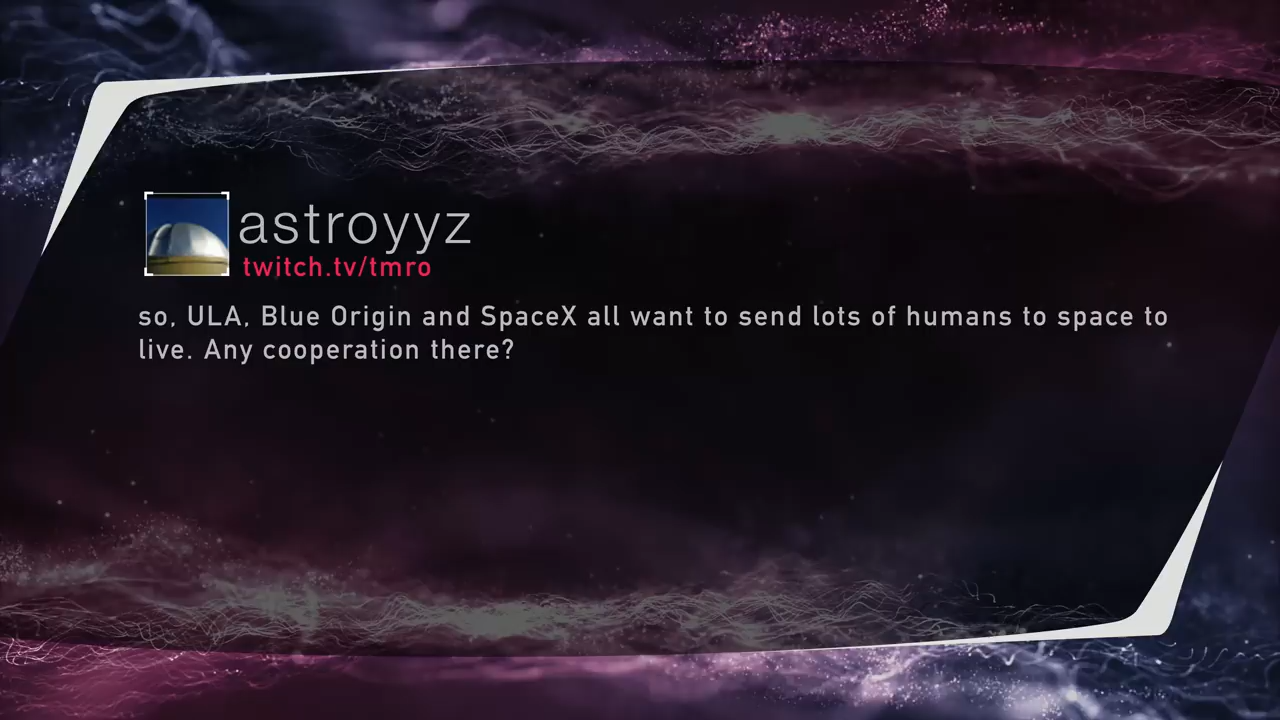 astroyyz
twitch.tv/tmro
so, ULA, Blue Origin and SpaceX all want to send lots of humans to space to
live. Any cooperation there?